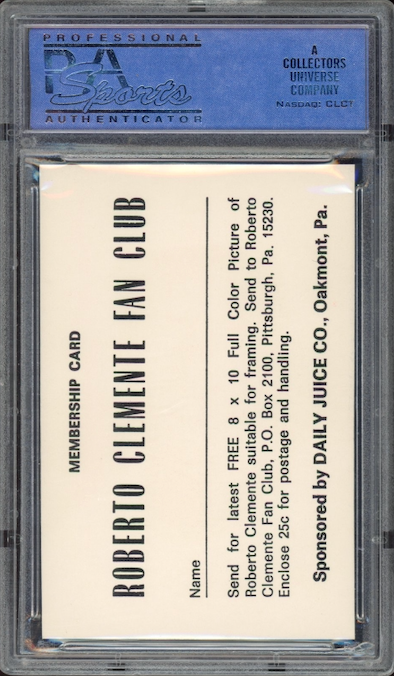 PROFESSIONAL
PSA
Sports
AUTHENTICATOR
A
COLLECTORS
UNIVERSE
COMPANY
NASDAQ: CLCT
MEMBERSHIP CARD
ROBERTO CLEMENTE FAN CLUB
Name
Send for latest FREE 8 x 10 Full Color Picture of
Roberto Clemente suitable for framing. Send to Roberto
Clemente Fan Club, P.O. Box 2100, Pittsburgh, Pa. 15230.
Enclose 25c for postage and handling.
Sponsored by DAILY JUICE CO., Oakmont, Pa.